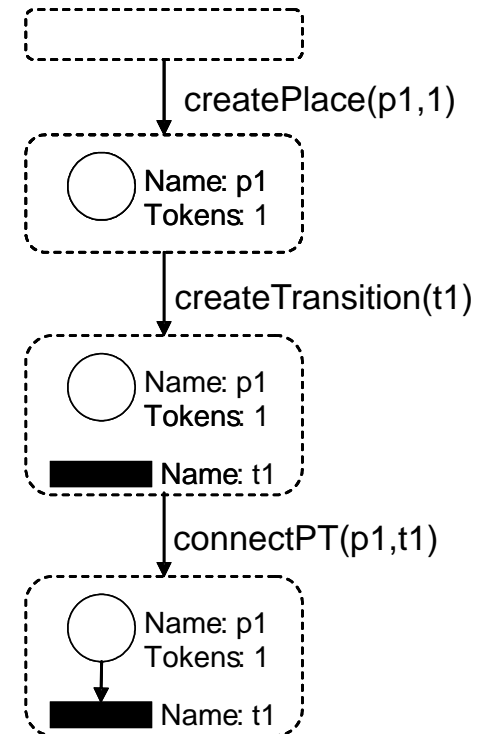 createPlace(p1,1)
Name: p1
Tokens: 1
createTransition(t1)
Name: p1
Tokens: 1
Name: t1
connectPT(p1,t1)
Name: p1
Tokens: 1
Name: t1